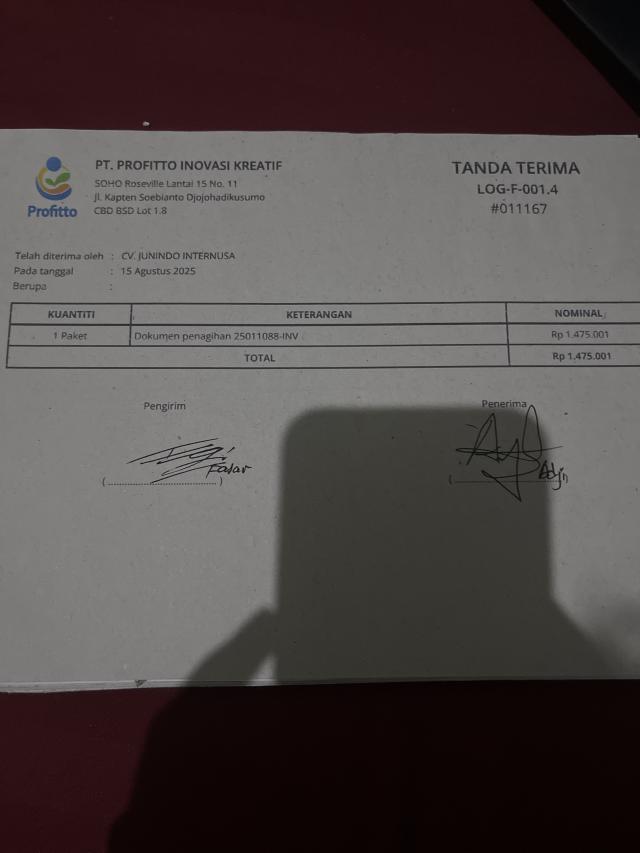 PT. PROFITTO INOVASI KREATIF
SOHO Roseville Lantai 15 No. 11
Jl. Kapten Soebianto Djojohadikusumo
CBD BSD Lot 1.8
Profitto
TANDA TERIMA
LOG-F-001.4
#011167
Telah diterima oleh : CV. JUNINDO INTERNUSA
Pada tanggal : 15 Agustus 2025
Berupa :
KUANTITI KETERANGAN NOMINAL
1 Paket Dokumen penagihan 25011088-INV Rp 1.475.001
TOTAL Rp 1.475.001
Pengirim Penerima
Fajar
(........................................) (